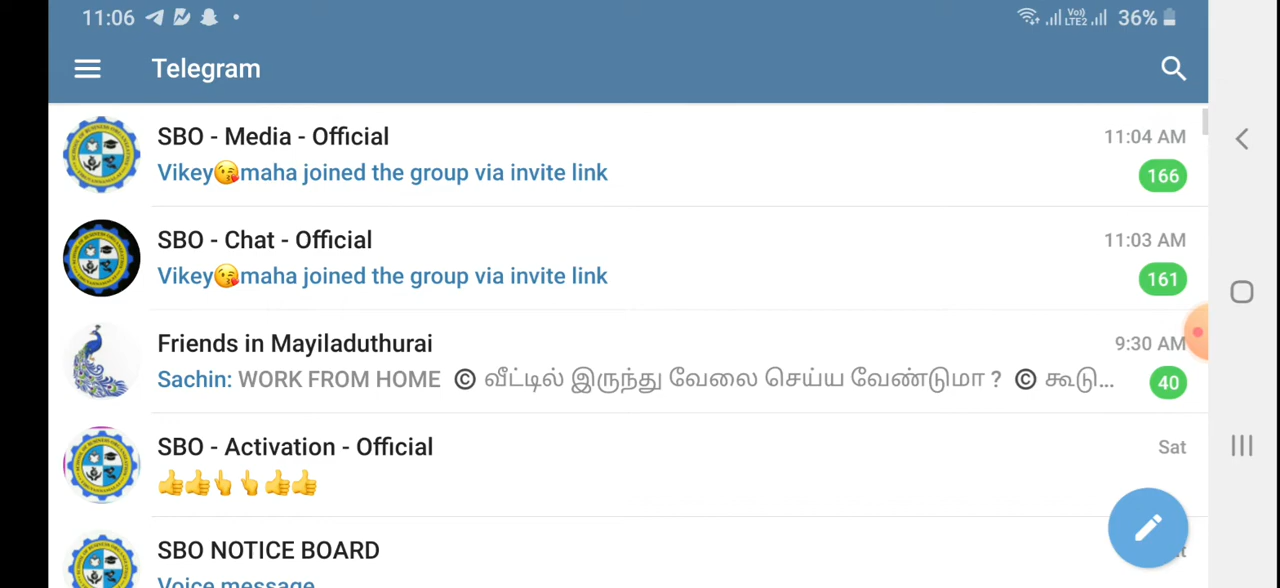 11:06
Vo)) LTE2 36%
Telegram
SBO - Media - Official
11:04 AM
Vikey😘maha joined the group via invite link
166
SBO - Chat - Official
11:03 AM
Vikey😘maha joined the group via invite link
161
Friends in Mayiladuthurai
9:30 AM
Sachin: WORK FROM HOME © வீட்டில் இருந்து வேலை செய்ய வேண்டுமா ? © கூடு...
40
SBO - Activation - Official
Sat
👍👍👆👆👍👍
SBO NOTICE BOARD
Voice message